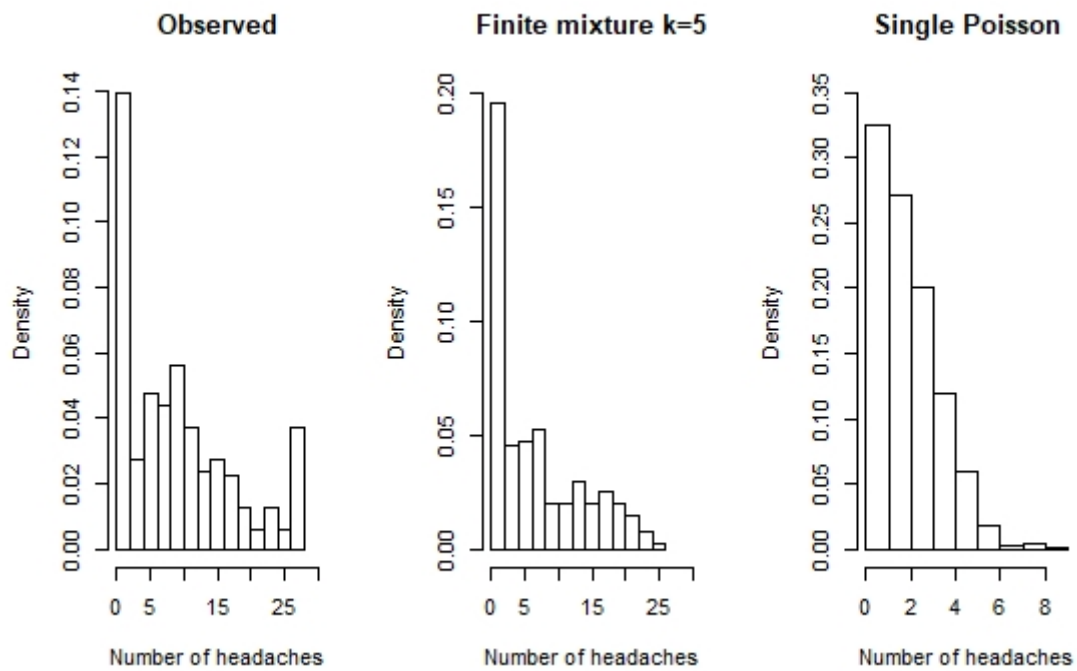 Observed
Density
0.00 0.02 0.04 0.06 0.08 0.10 0.12 0.14
0 5 15 25
Number of headaches
Finite mixture k=5
Density
0.00 0.05 0.10 0.15 0.20
0 5 15 25
Number of headaches
Single Poisson
Density
0.00 0.05 0.10 0.15 0.20 0.25 0.30 0.35
0 2 4 6 8
Number of headaches